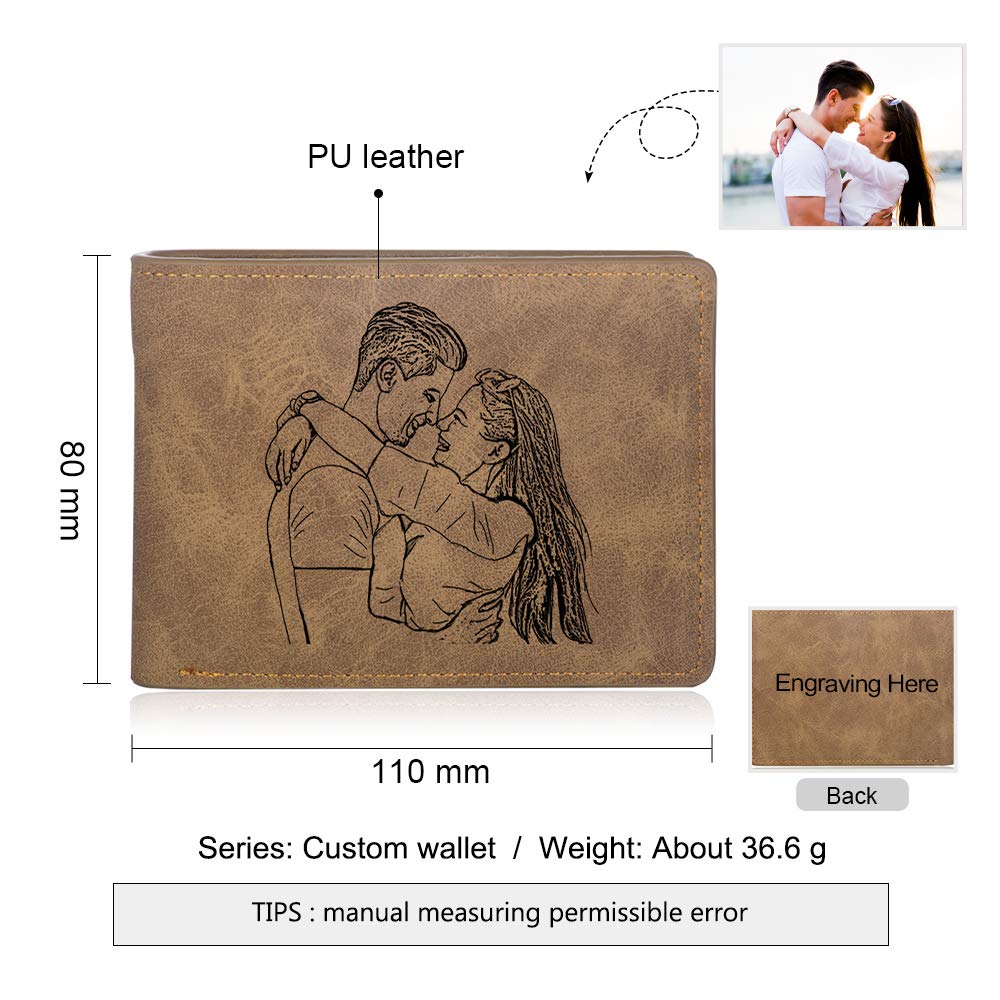 PU leather
80 mm
110 mm
Engraving Here
Back
Series: Custom wallet / Weight: About 36.6 g
TIPS : manual measuring permissible error